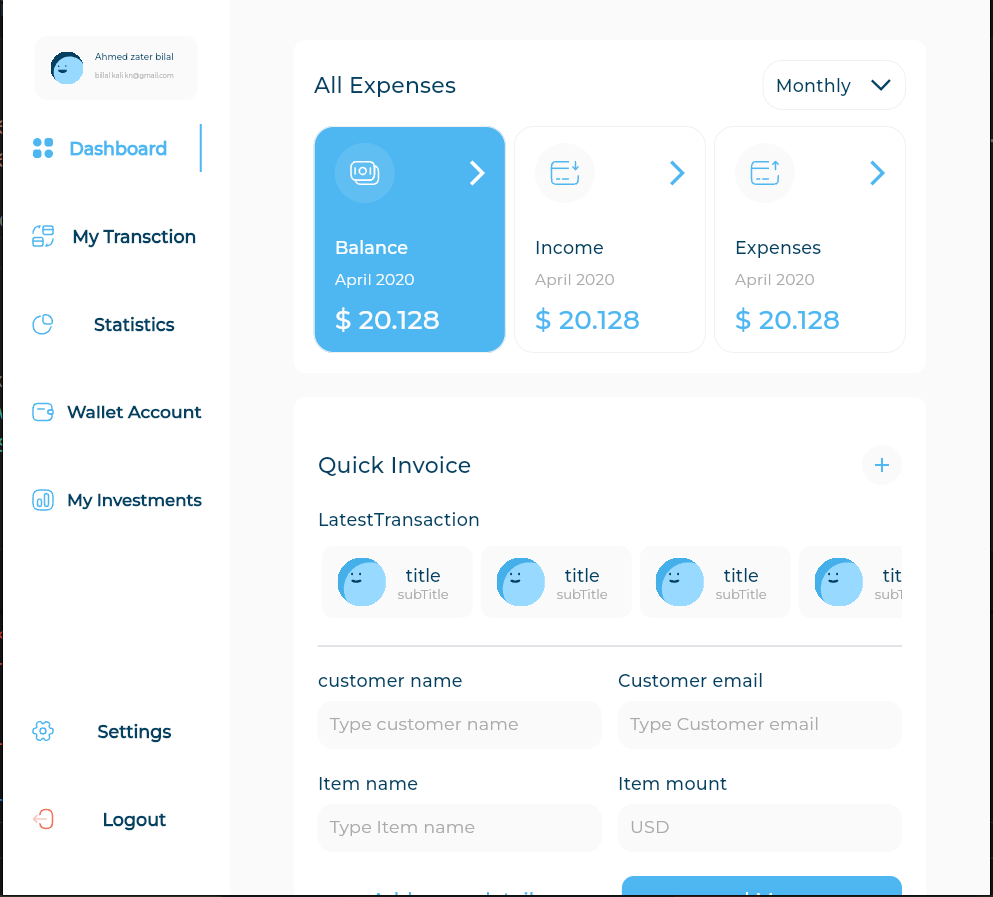 Ahmed zater bilal
billal.kali.kn@gmail.com
Dashboard
My Transction
Statistics
Wallet Account
My Investments
Settings
Logout
All Expenses
Monthly
Balance
April 2020
$ 20.128
Income
April 2020
$ 20.128
Expenses
April 2020
$ 20.128
Quick Invoice
LatestTransaction
title
subTitle
title
subTitle
title
subTitle
tit
subT
customer name
Customer email
Type customer name
Type Customer email
Item name
Item mount
Type Item name
USD